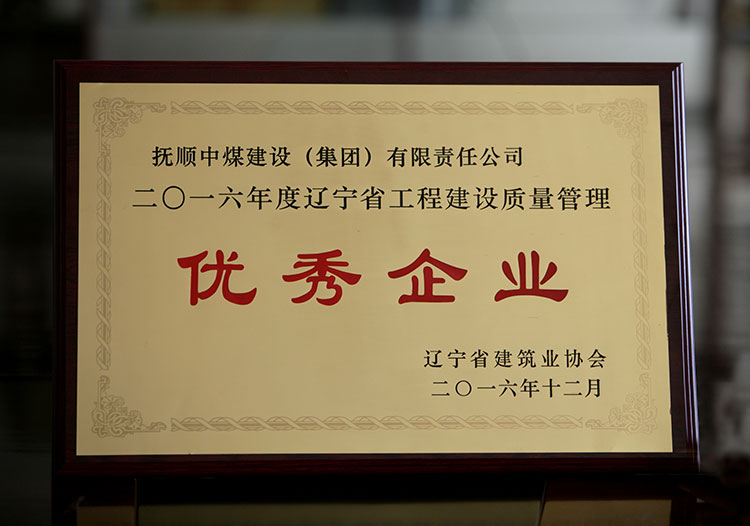 抚顺中煤建设（集团）有限责任公司
二〇一六年度辽宁省工程建设质量管理
优秀企业
辽宁省建筑业协会
二〇一六年十二月